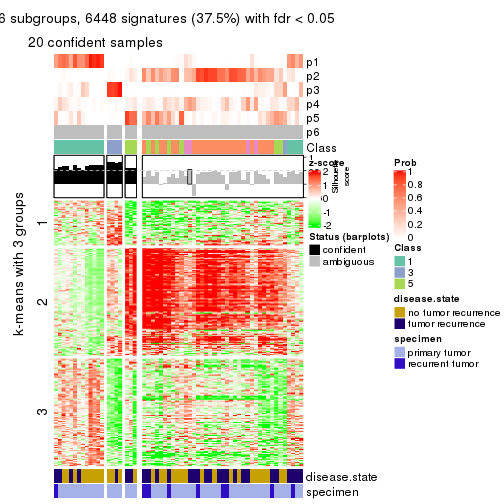 6 subgroups, 6448 signatures (37.5%) with fdr < 0.05
20 confident samples
p1
p2
p3
p4
p5
p6
Class
1
0
Silhouette
score
k-means with 3 groups
1
2
3
disease.state
specimen
z-score
2
1
0
-1
-2
Status (barplots)
confident
ambiguous
Prob
1
0.8
0.6
0.4
0.2
0
Class
1
3
5
disease.state
no tumor recurrence
tumor recurrence
specimen
primary tumor
recurrent tumor